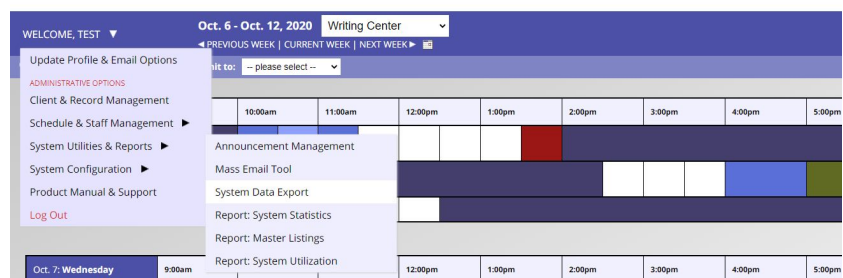 WELCOME, TEST ▼
Oct. 6 - Oct. 12, 2020 Writing Center
◄ PREVIOUS WEEK | CURRENT WEEK | NEXT WEEK ►
Update Profile & Email Options
to: -- please select --
ADMINISTRATIVE OPTIONS
Client & Record Management
10:00am 11:00am 12:00pm 1:00pm 2:00pm 3:00pm 4:00pm 5:00pm
Schedule & Staff Management ►
System Utilities & Reports ►
Announcement Management
System Configuration ►
Mass Email Tool
Product Manual & Support
System Data Export
Log Out
Report: System Statistics
Report: Master Listings
Report: System Utilization
Oct. 7: Wednesday 9:00am 12:00pm 1:00pm 2:00pm 3:00pm 4:00pm 5:00pm